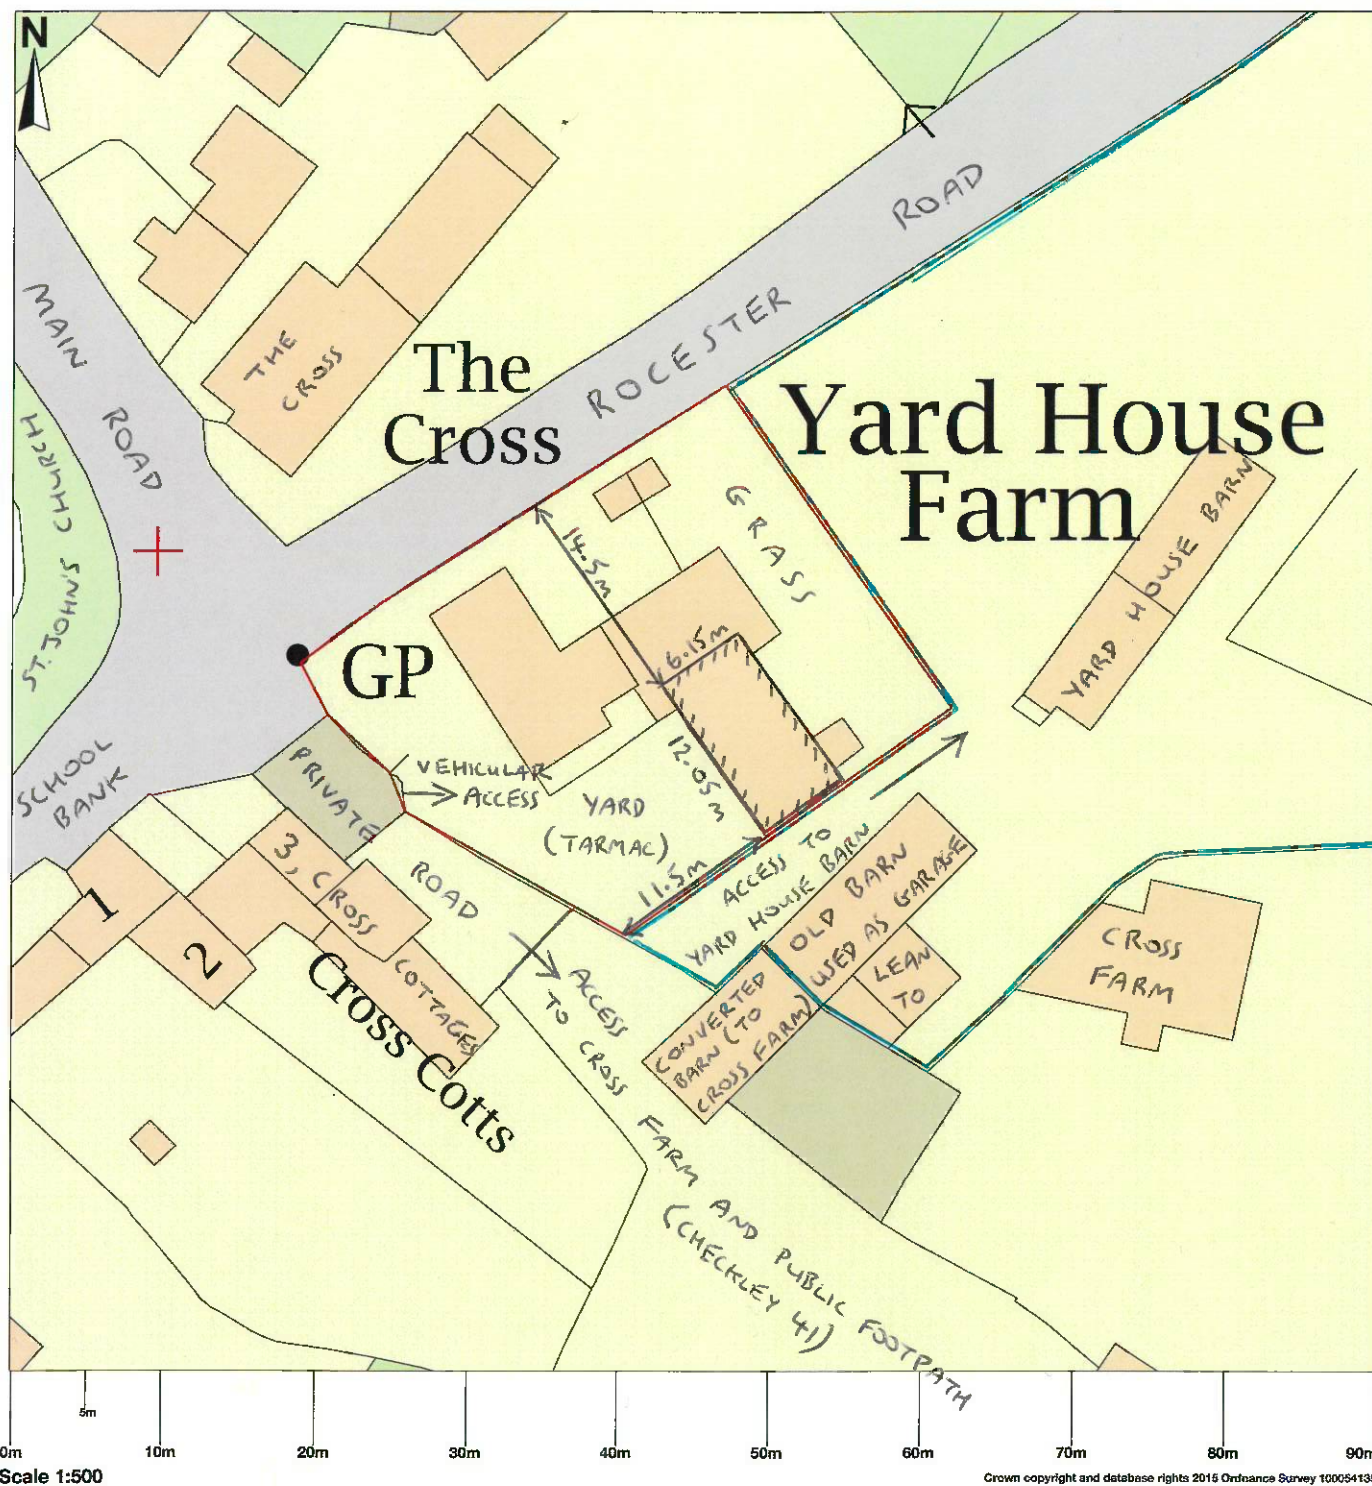 N
MAIN ROAD
ROCESTER ROAD
THE
CROSS
The
Cross
Yard House
Farm
ST. JOHN'S CHURCH
GRASS
YARD HOUSE BARN
14.5m
6.15m
12.05m
11.5m
GP
SCHOOL
BANK
PRIVATE ROAD
VEHICULAR
ACCESS
YARD
(TARMAC)
ACCESS TO
YARD HOUSE BARN
OLD BARN
USED AS GARAGE
LEAN
TO
CONVERTED
BARN (TO
CROSS FARM)
CROSS
FARM
1
2
3, CROSS COTTAGES
Cross Cotts
ACCESS
TO CROSS FARM AND PUBLIC FOOTPATH
(CHECKLEY 41)
5m
0m 10m 20m 30m 40m 50m 60m 70m 80m 90m
Scale 1:500
Crown copyright and database rights 2015 Ordnance Survey 10005413